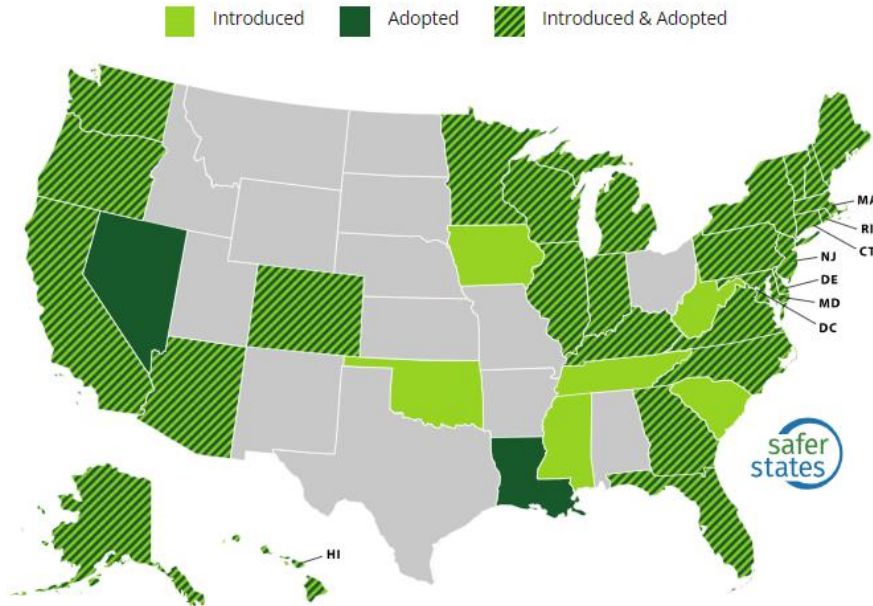 Introduced
Adopted
Introduced & Adopted
MA
RI
CT
NJ
DE
MD
DC
HI
safer
states